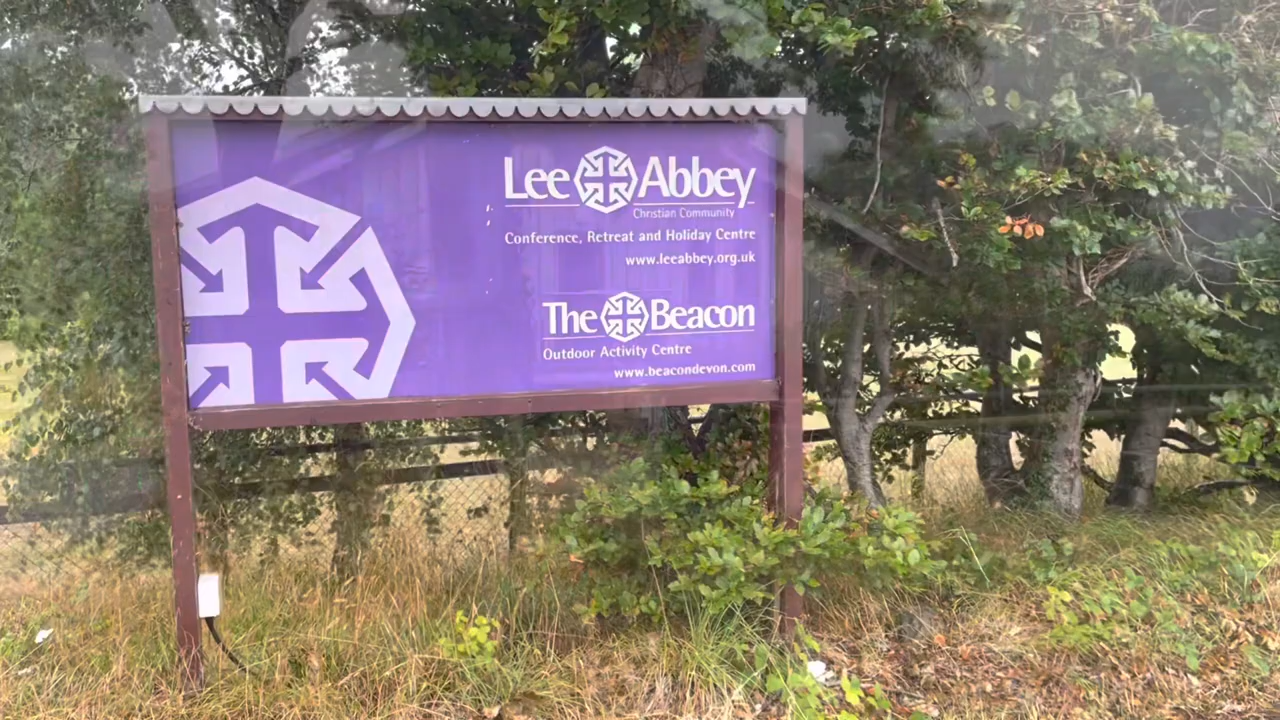 Lee Abbey
Christian Community
Conference, Retreat and Holiday Centre
www.leeabbey.org.uk
The Beacon
Outdoor Activity Centre
www.beacondevon.com